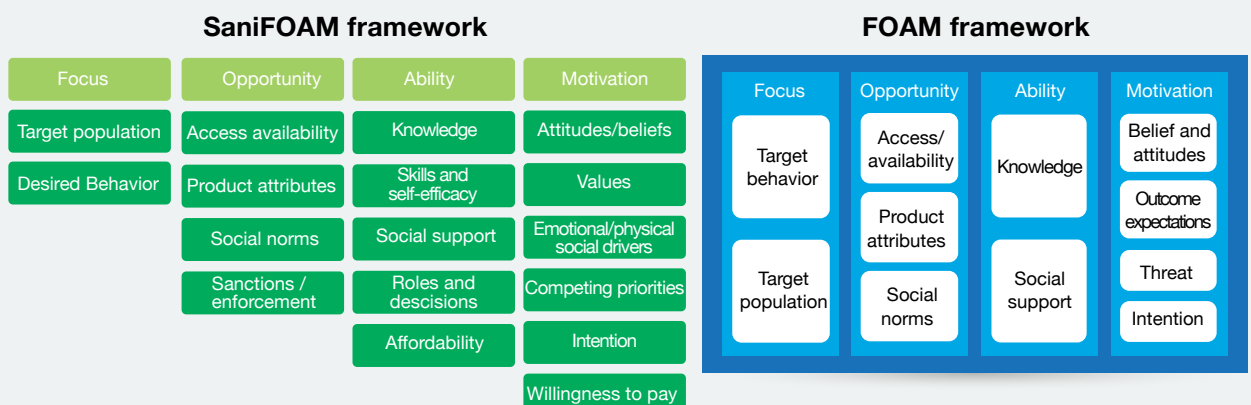 SaniFOAM framework
Focus
Target population
Desired Behavior
Opportunity
Access availability
Product attributes
Social norms
Sanctions /
enforcement
Ability
Knowledge
Skills and
self-efficacy
Social support
Roles and
descisions
Affordability
Motivation
Attitudes/beliefs
Values
Emotional/physical
social drivers
Competing priorities
Intention
Willingness to pay
FOAM framework
Focus
Target
behavior
Target
population
Opportunity
Access/
availability
Product
attributes
Social
norms
Ability
Knowledge
Social
support
Motivation
Belief and
attitudes
Outcome
expectations
Threat
Intention